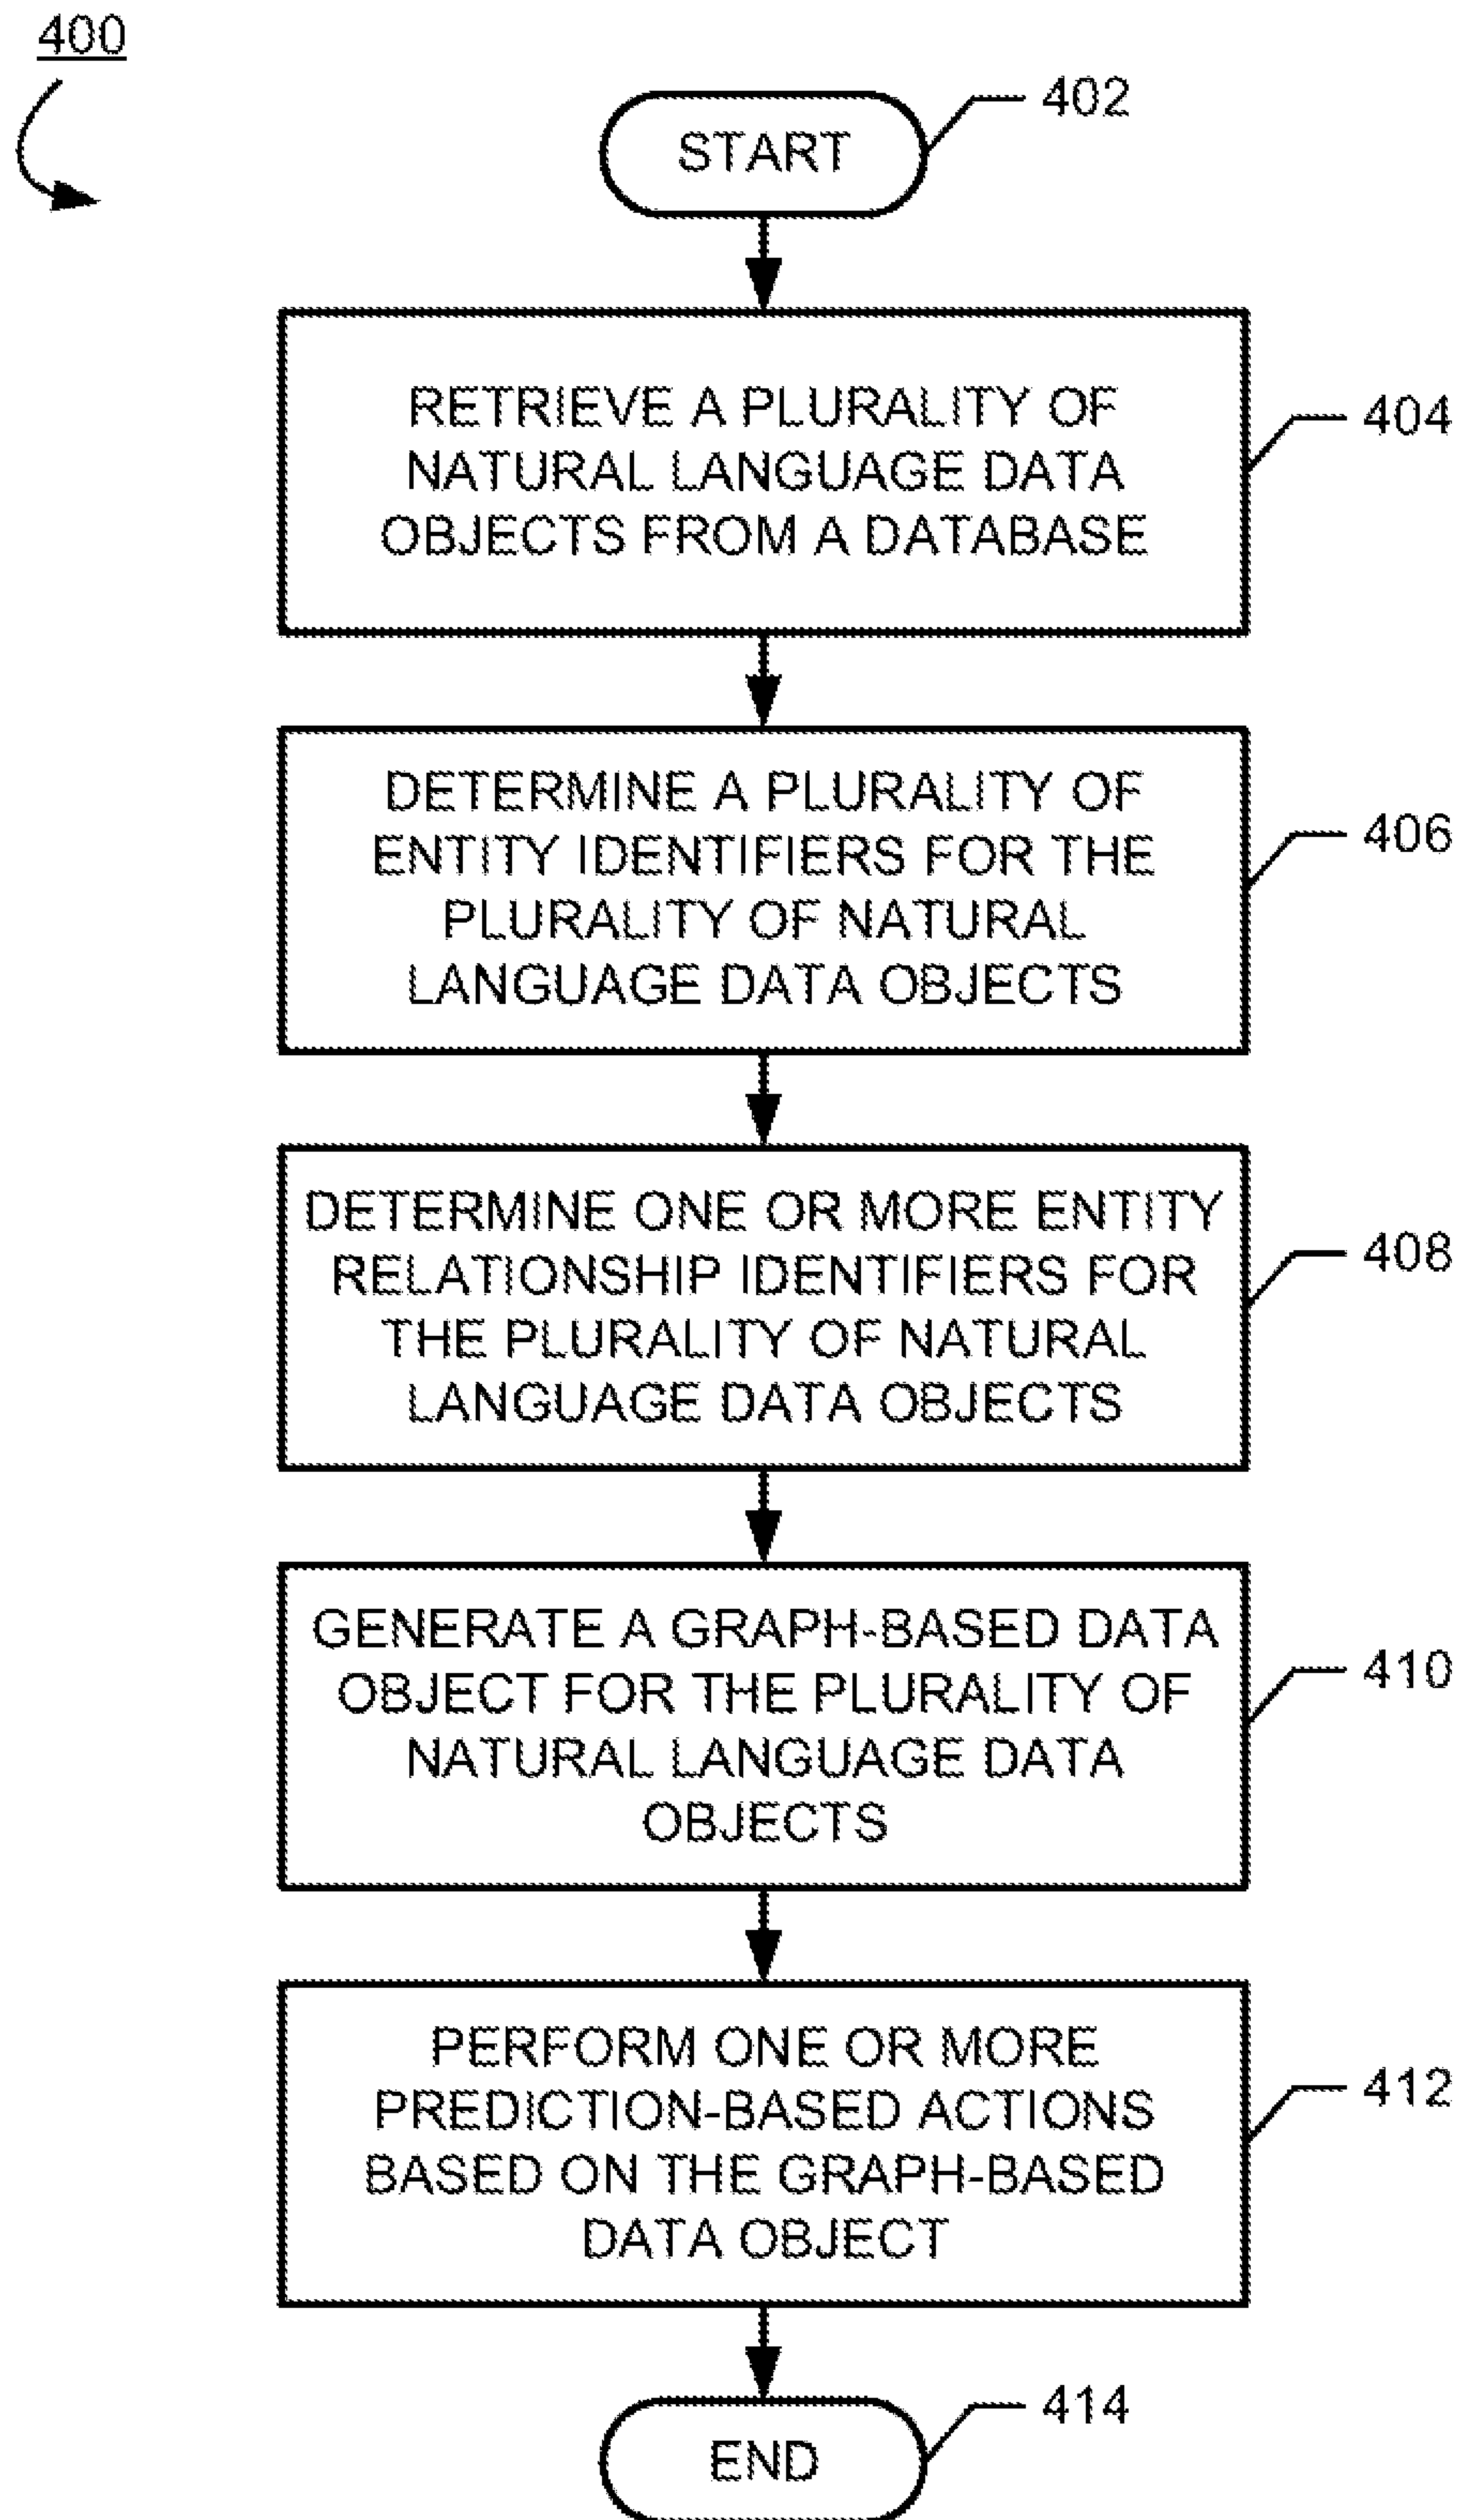 400
START
402
RETRIEVE A PLURALITY OF
NATURAL LANGUAGE DATA
OBJECTS FROM A DATABASE
404
DETERMINE A PLURALITY OF
ENTITY IDENTIFIERS FOR THE
PLURALITY OF NATURAL
LANGUAGE DATA OBJECTS
406
DETERMINE ONE OR MORE ENTITY
RELATIONSHIP IDENTIFIERS FOR
THE PLURALITY OF NATURAL
LANGUAGE DATA OBJECTS
408
GENERATE A GRAPH-BASED DATA
OBJECT FOR THE PLURALITY OF
NATURAL LANGUAGE DATA
OBJECTS
410
PERFORM ONE OR MORE
PREDICTION-BASED ACTIONS
BASED ON THE GRAPH-BASED
DATA OBJECT
412
END
414